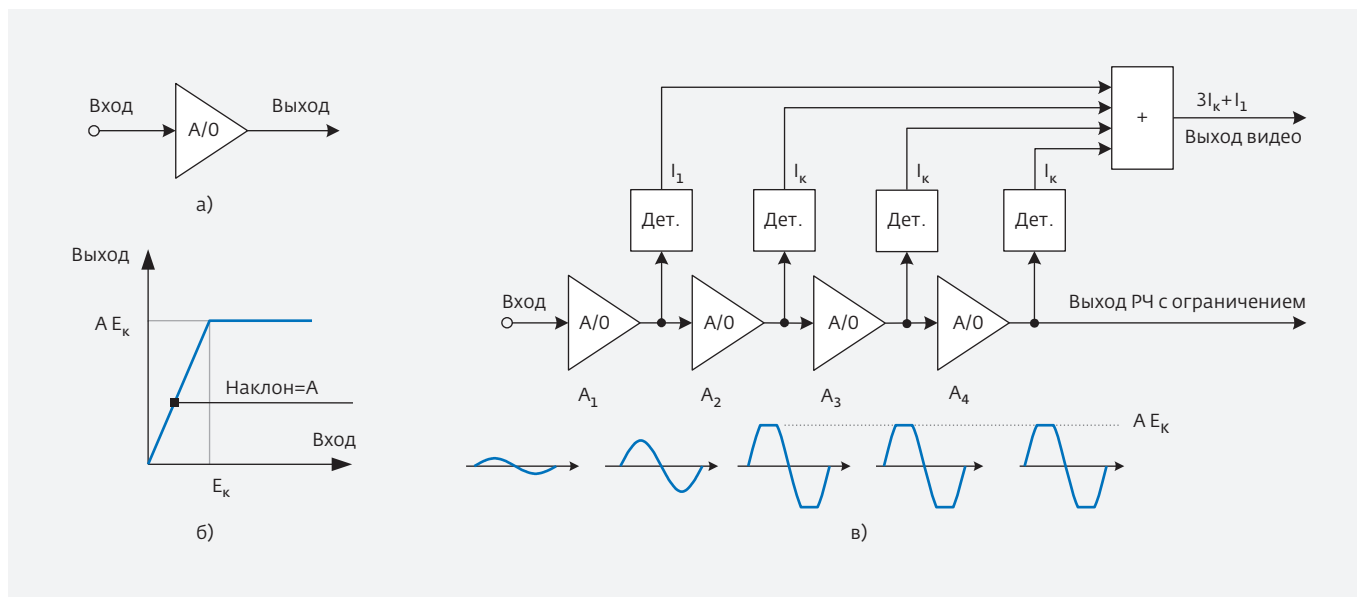 Вход
Выход
A/0
а)
Выход
A Eк
Наклон=A
Вход
Eк
б)
+
3Iк+I1
Выход видео
I1
Iк
Iк
Iк
Дет.
Дет.
Дет.
Дет.
Вход
A/0
A/0
A/0
A/0
Выход РЧ с ограничением
A1
A2
A3
A4
A EК
в)